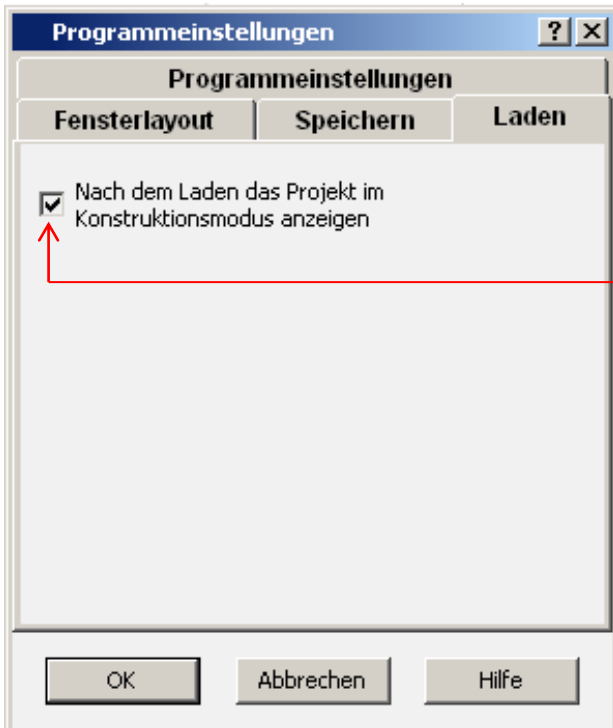 Programmeinstellungen
Programmeinstellungen
Fensterlayout Speichern Laden
Nach dem Laden das Projekt im
Konstruktionsmodus anzeigen
OK Abbrechen Hilfe